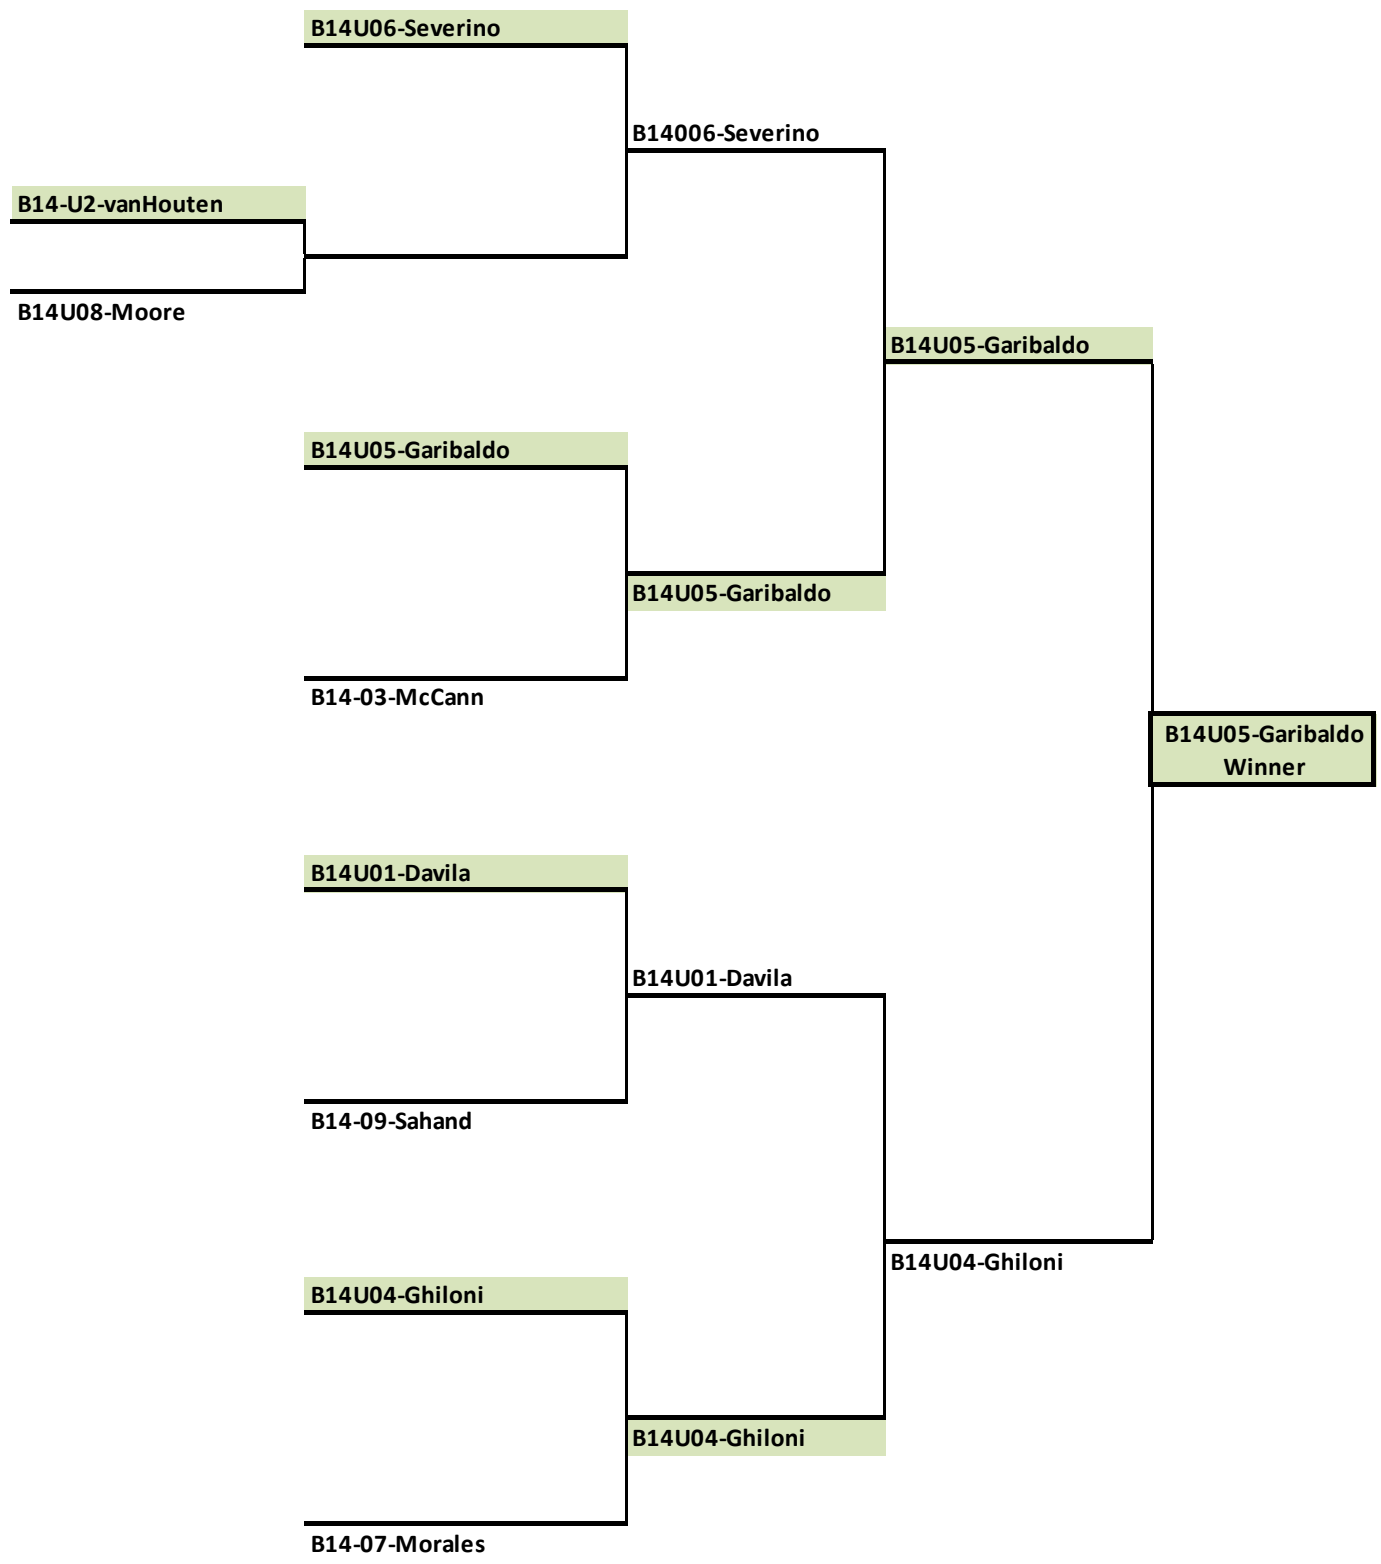 B14U06-Severino
B14006-Severino
B14-U2-vanHouten
B14U08-Moore
B14U05-Garibaldo
B14U05-Garibaldo
B14U05-Garibaldo
B14-03-McCann
B14U05-Garibaldo
Winner
B14U01-Davila
B14U01-Davila
B14-09-Sahand
B14U04-Ghiloni
B14U04-Ghiloni
B14U04-Ghiloni
B14-07-Morales